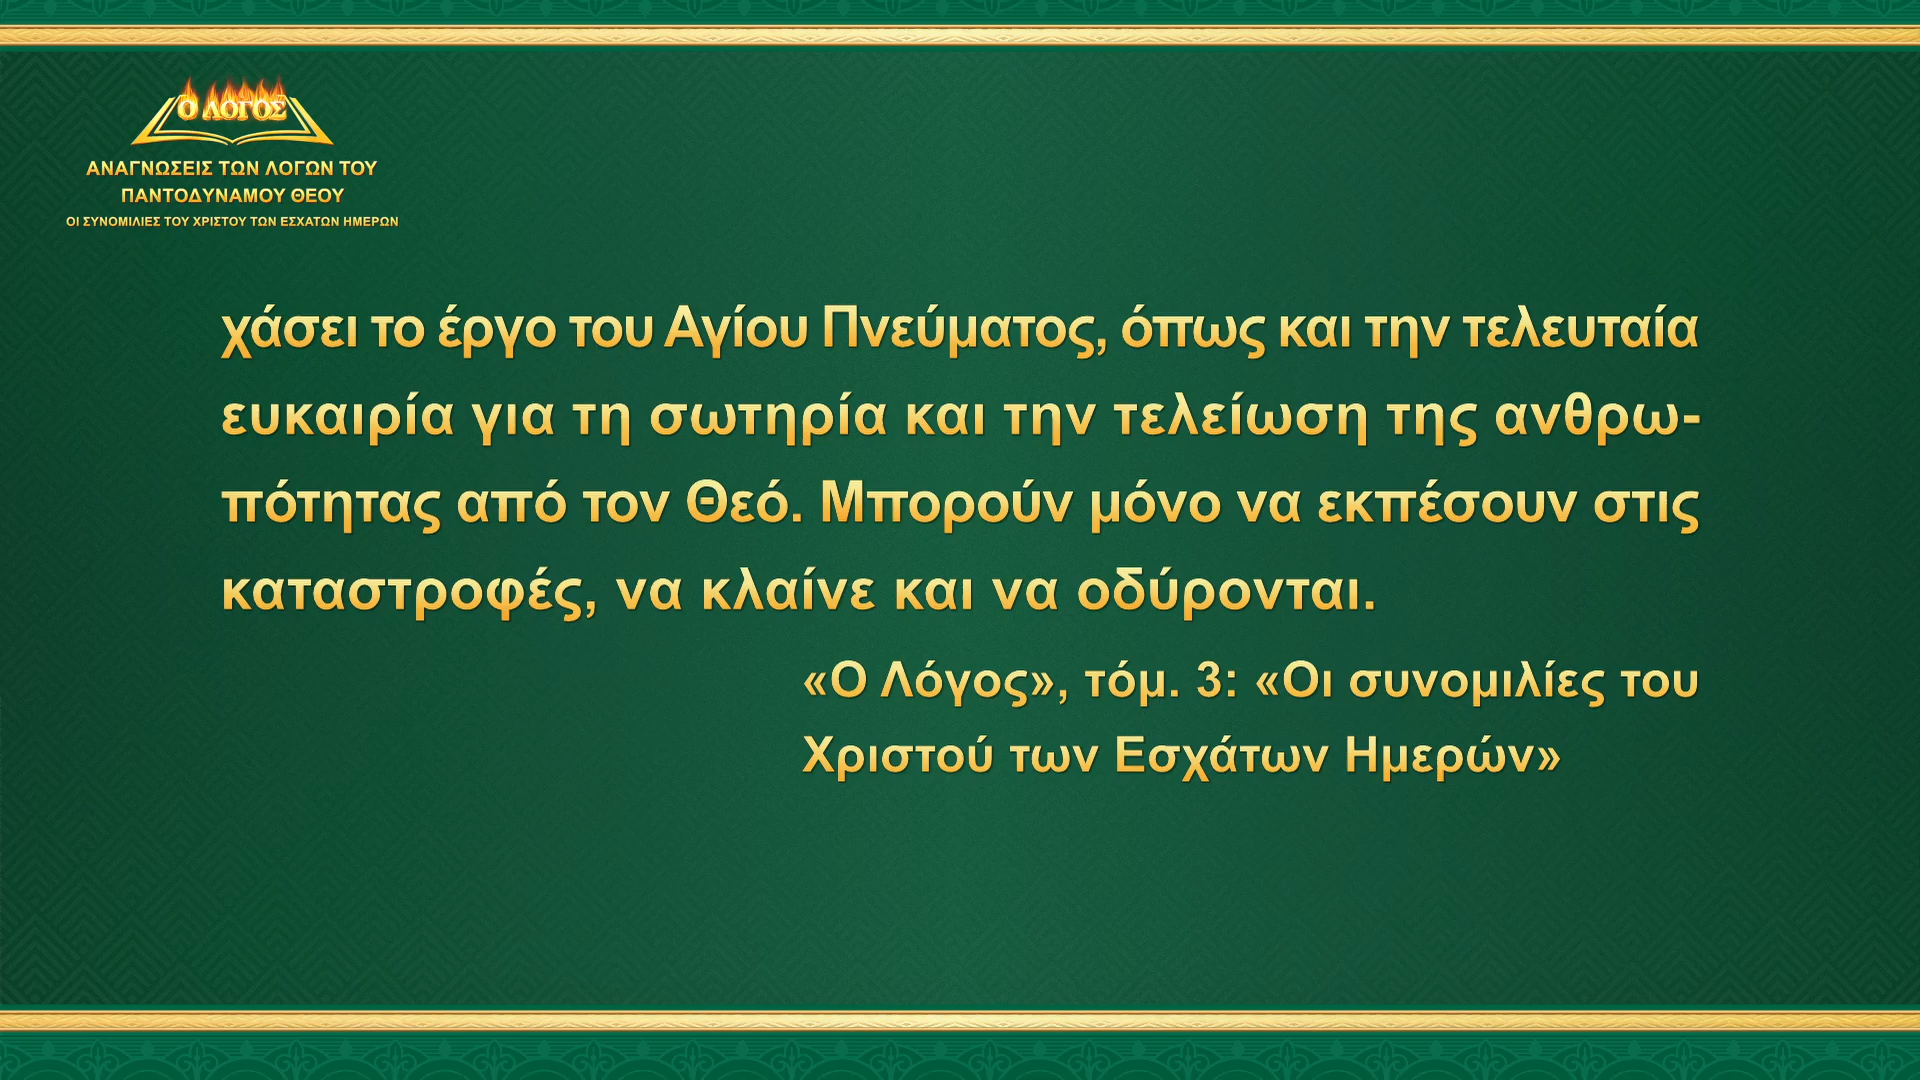 Ο ΛΟΓΟΣ
ΑΝΑΓΝΩΣΕΙΣ ΤΩΝ ΛΟΓΩΝ ΤΟΥ
ΠΑΝΤΟΔΥΝΑΜΟΥ ΘΕΟΥ
ΟΙ ΣΥΝΟΜΙΛΙΕΣ ΤΟΥ ΧΡΙΣΤΟΥ ΤΩΝ ΕΣΧΑΤΩΝ ΗΜΕΡΩΝ
χάσει το έργο του Αγίου Πνεύματος, όπως και την τελευταία
ευκαιρία για τη σωτηρία και την τελείωση της ανθρω-
πότητας από τον Θεό. Μπορούν μόνο να εκπέσουν στις
καταστροφές, να κλαίνε και να οδύρονται.
«Ο Λόγος», τόμ. 3: «Οι συνομιλίες του
Χριστού των Εσχάτων Ημερών»